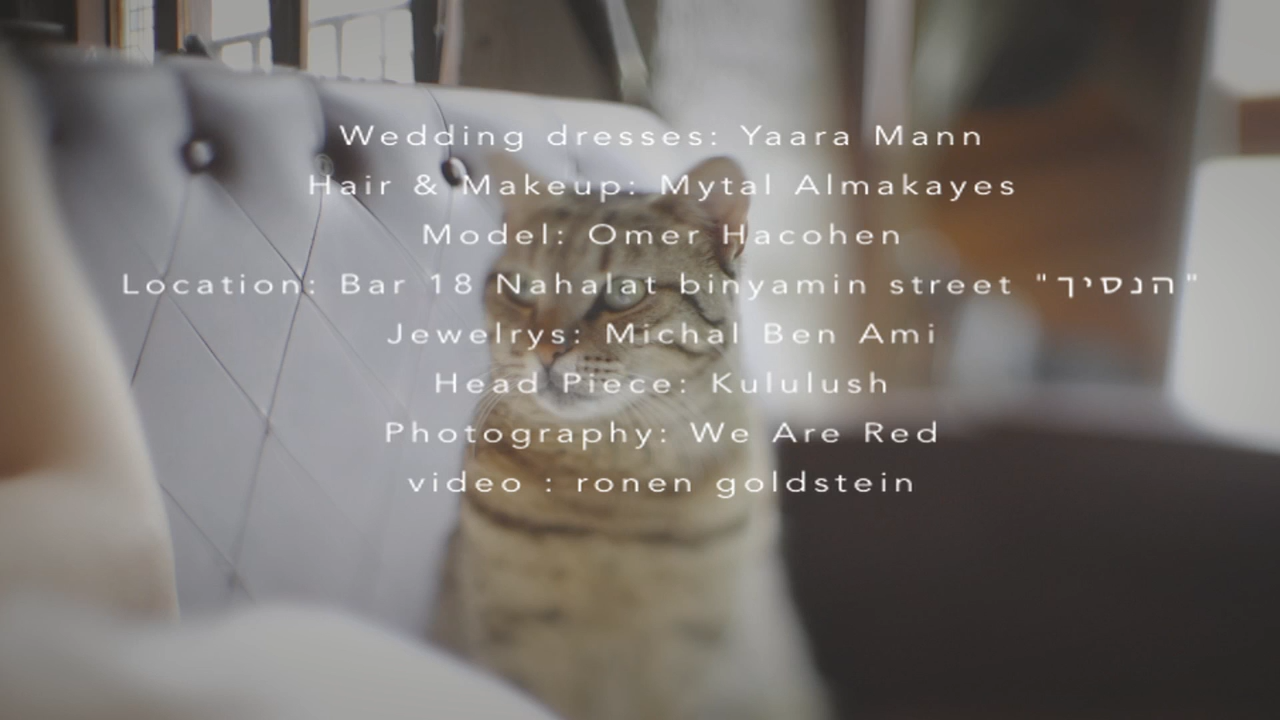 Wedding dresses: Yaara Mann
Hair & Makeup: Mytal Almakayes
Model: Omer Hacohen
Location: Bar 18 Nahalat binyamin street "הנסיך"
Jewelrys: Michal Ben Ami
Head Piece: Kululush
Photography: We Are Red
video : ronen goldstein